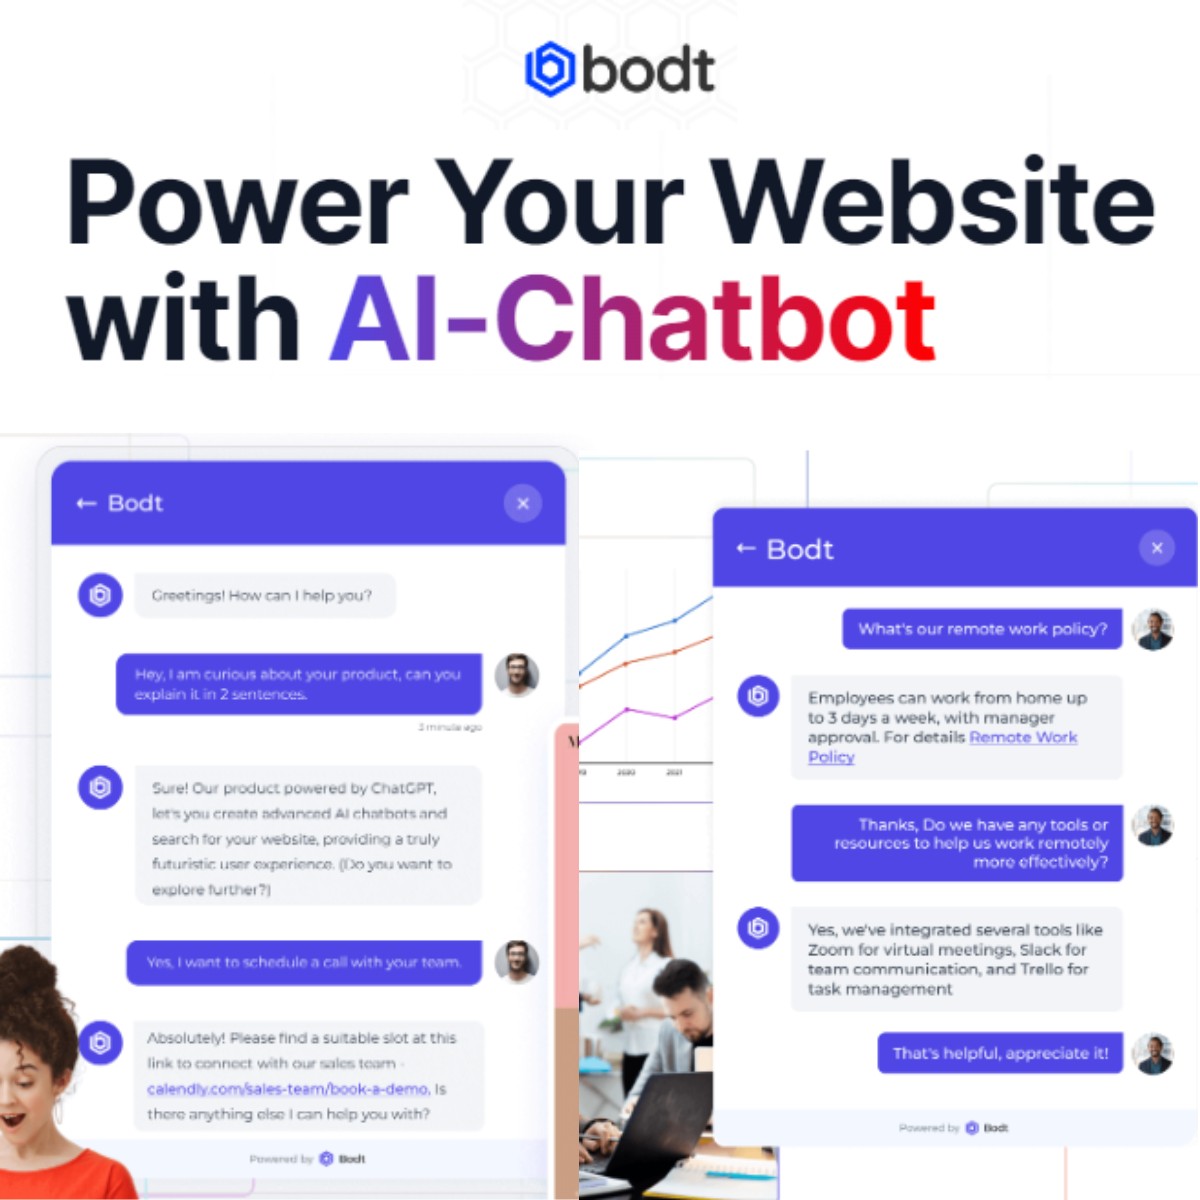 bodt
Power Your Website
with AI-Chatbot
← Bodt
Greetings! How can I help you?
Hey, I am curious about your product, can you
explain it in 2 sentences.
3 minute ago
Sure! Our product powered by ChatGPT,
let's you create advanced AI chatbots and
search for your website, providing a truly
futuristic user experience. (Do you want to
explore further?)
Yes, I want to schedule a call with your team.
Absolutely! Please find a suitable slot at this
link to connect with our sales team -
calendly.com/sales-team/book-a-demo. Is
there anything else I can help you with?
Powered by Bodt
2020 2021
← Bodt
What's our remote work policy?
Employees can work from home up
to 3 days a week, with manager
approval. For details Remote Work
Policy
Thanks, Do we have any tools or
resources to help us work remotely
more effectively?
Yes, we've integrated several tools like
Zoom for virtual meetings, Slack for
team communication, and Trello for
task management
That's helpful, appreciate it!
Powered by Bodt